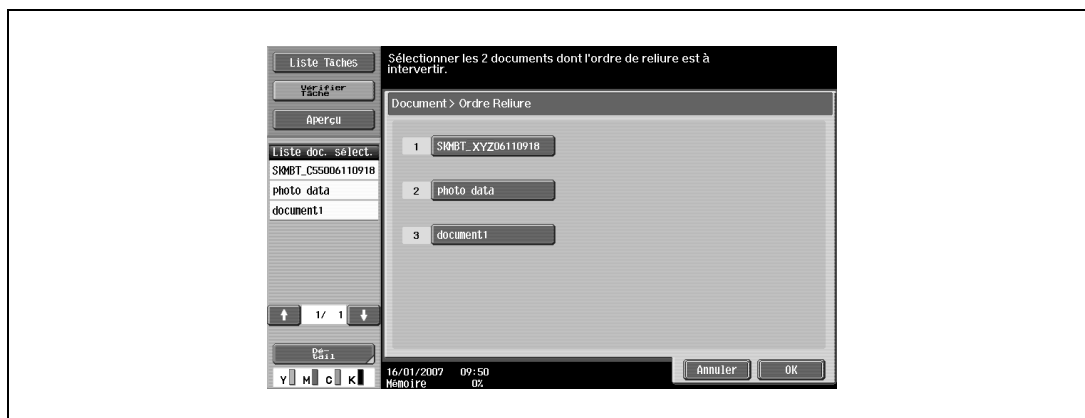 Liste Tâches
Vérifier
Tâche
Aperçu
Liste doc. sélect.
SKMBT_C55006110918
photo data
document1
1/ 1
Dé-
tail
Y M C K
Sélectionner les 2 documents dont l'ordre de reliure est à
intervertir.
Document > Ordre Reliure
1 SKMBT_XYZ06110918
2 photo data
3 document1
16/01/2007 09:50
Mémoire 0%
Annuler OK